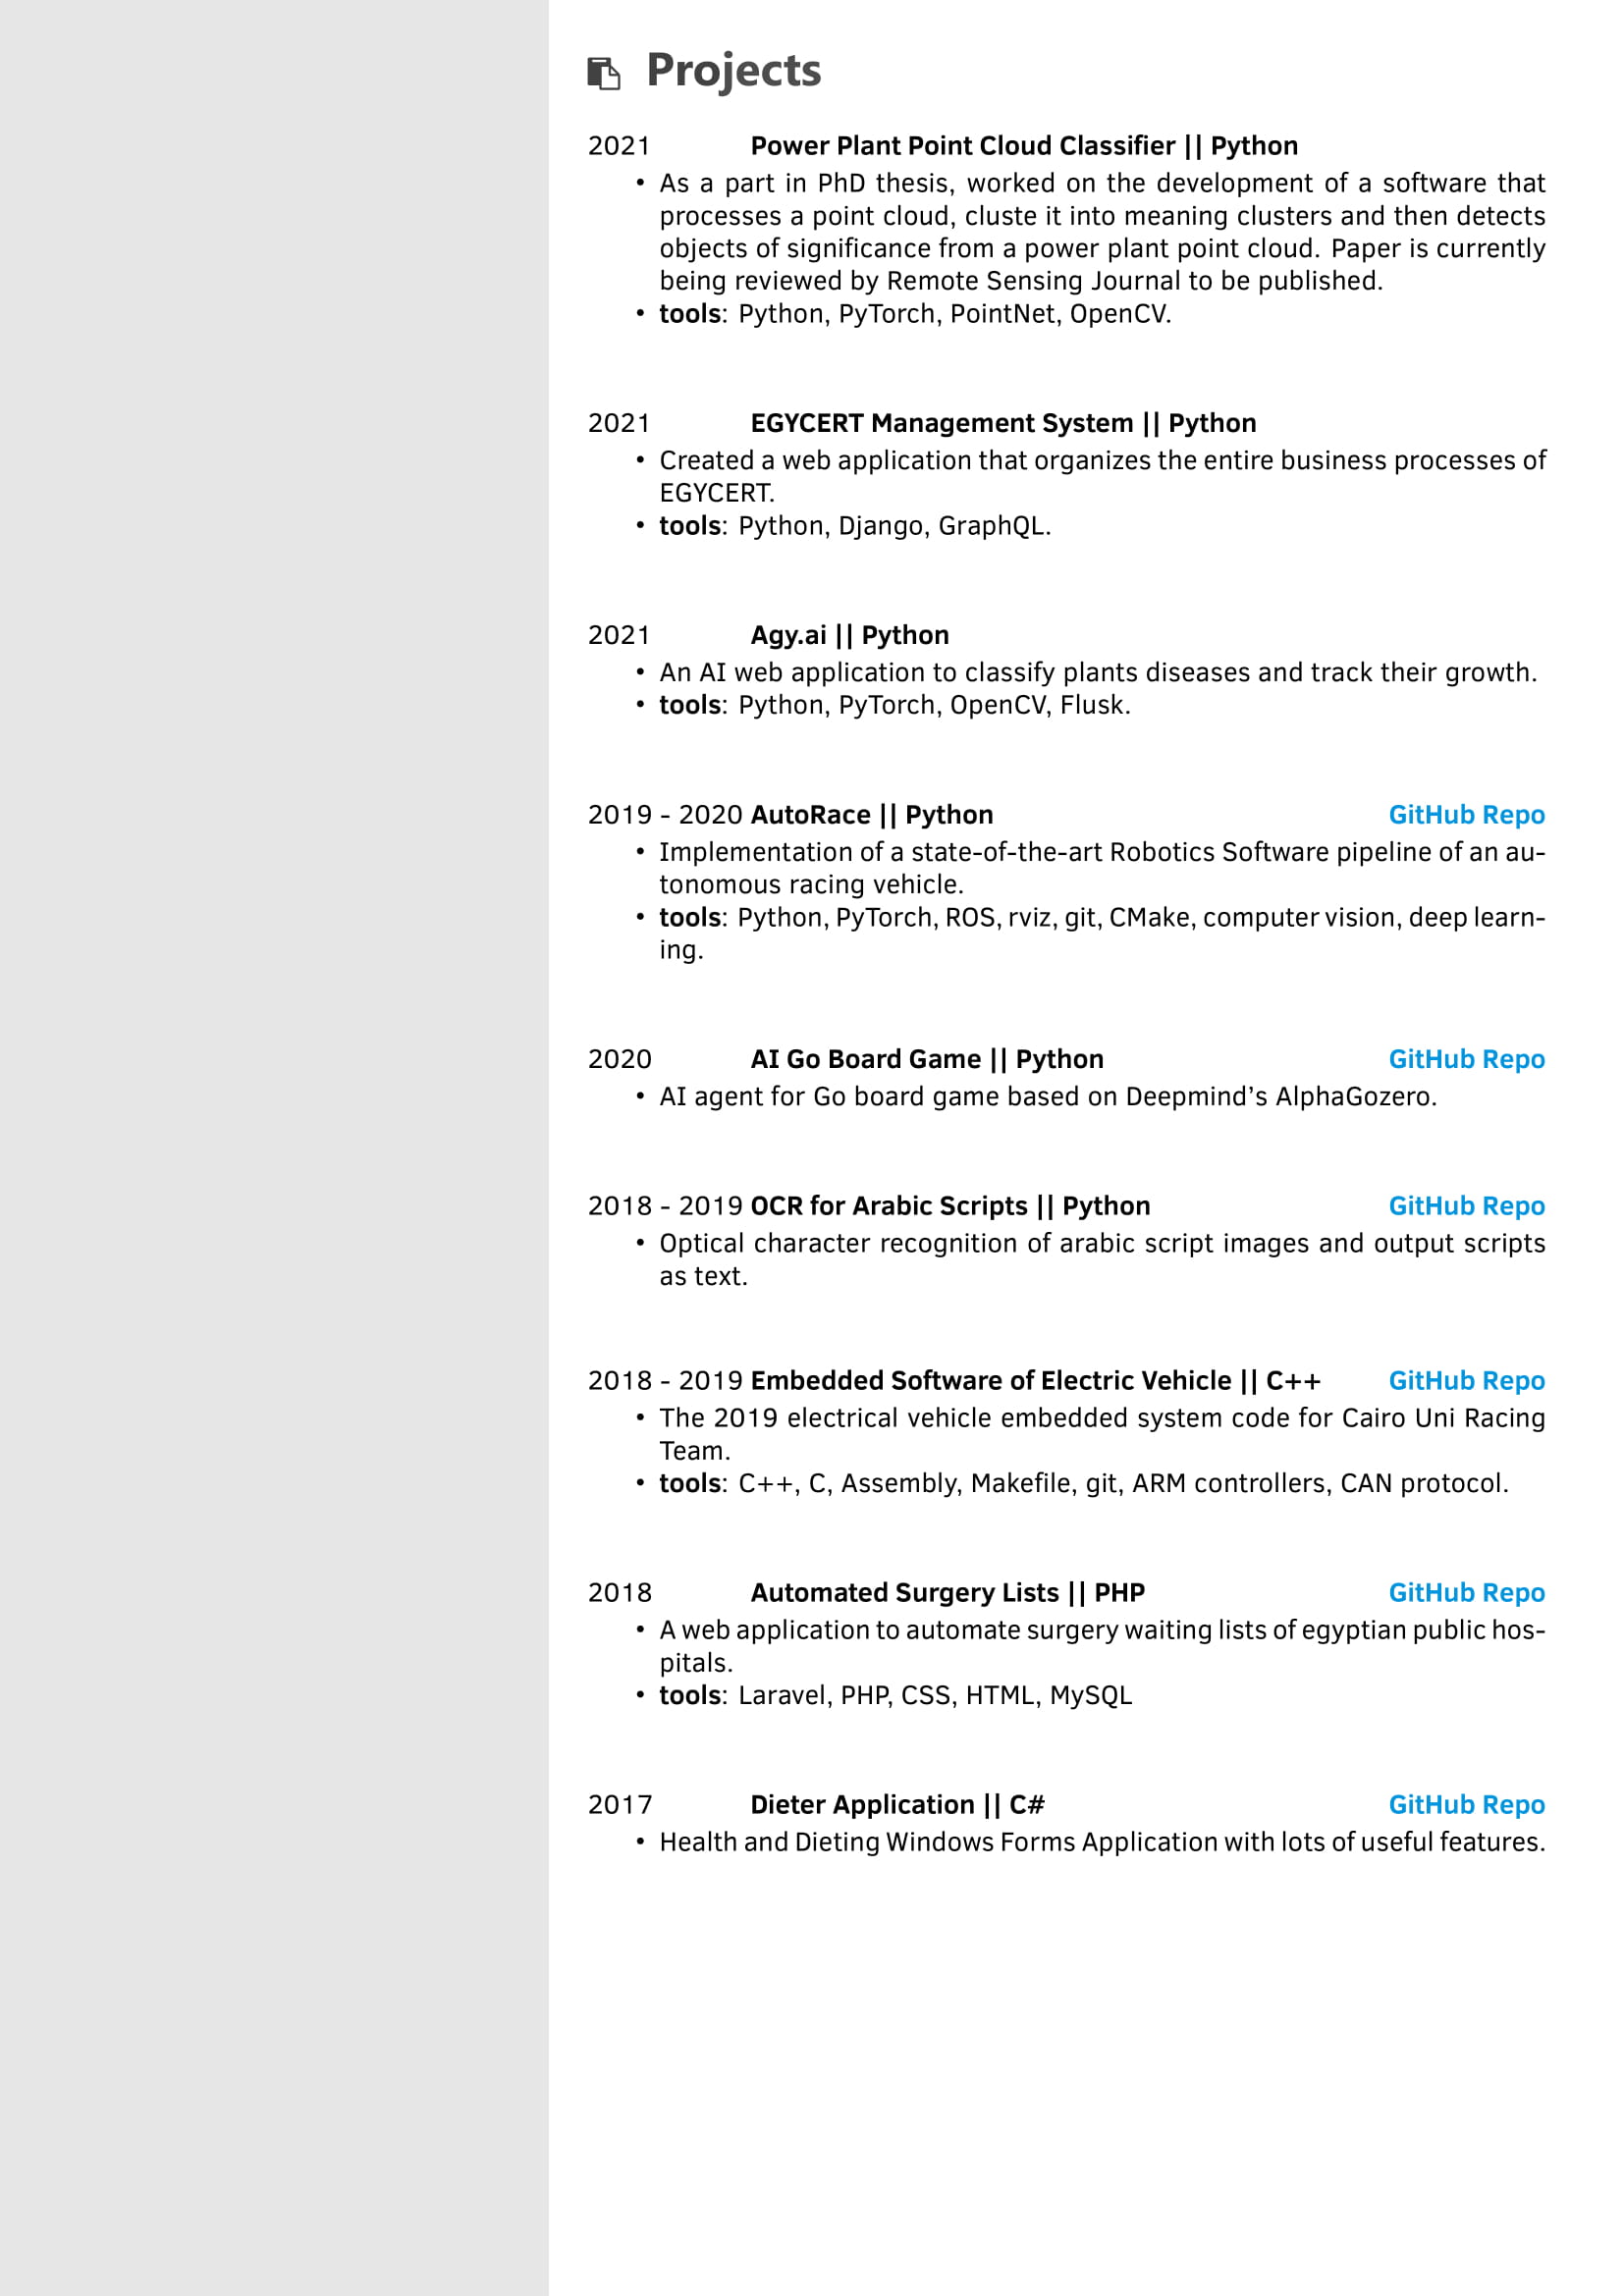 Projects
2021 Power Plant Point Cloud Classifier || Python
• As a part in PhD thesis, worked on the development of a software that
processes a point cloud, cluste it into meaning clusters and then detects
objects of significance from a power plant point cloud. Paper is currently
being reviewed by Remote Sensing Journal to be published.
• tools: Python, PyTorch, PointNet, OpenCV.
2021 EGYCERT Management System || Python
• Created a web application that organizes the entire business processes of
EGYCERT.
• tools: Python, Django, GraphQL.
2021 Agy.ai || Python
• An AI web application to classify plants diseases and track their growth.
• tools: Python, PyTorch, OpenCV, Flusk.
2019 - 2020 AutoRace || Python GitHub Repo
• Implementation of a state-of-the-art Robotics Software pipeline of an au-
tonomous racing vehicle.
• tools: Python, PyTorch, ROS, rviz, git, CMake, computer vision, deep learn-
ing.
2020 AI Go Board Game || Python GitHub Repo
• AI agent for Go board game based on Deepmind's AlphaGozero.
2018 - 2019 OCR for Arabic Scripts || Python GitHub Repo
• Optical character recognition of arabic script images and output scripts
as text.
2018 - 2019 Embedded Software of Electric Vehicle || C++ GitHub Repo
• The 2019 electrical vehicle embedded system code for Cairo Uni Racing
Team.
• tools: C++, C, Assembly, Makefile, git, ARM controllers, CAN protocol.
2018 Automated Surgery Lists || PHP GitHub Repo
• A web application to automate surgery waiting lists of egyptian public hos-
pitals.
• tools: Laravel, PHP, CSS, HTML, MySQL
2017 Dieter Application || C# GitHub Repo
• Health and Dieting Windows Forms Application with lots of useful features.